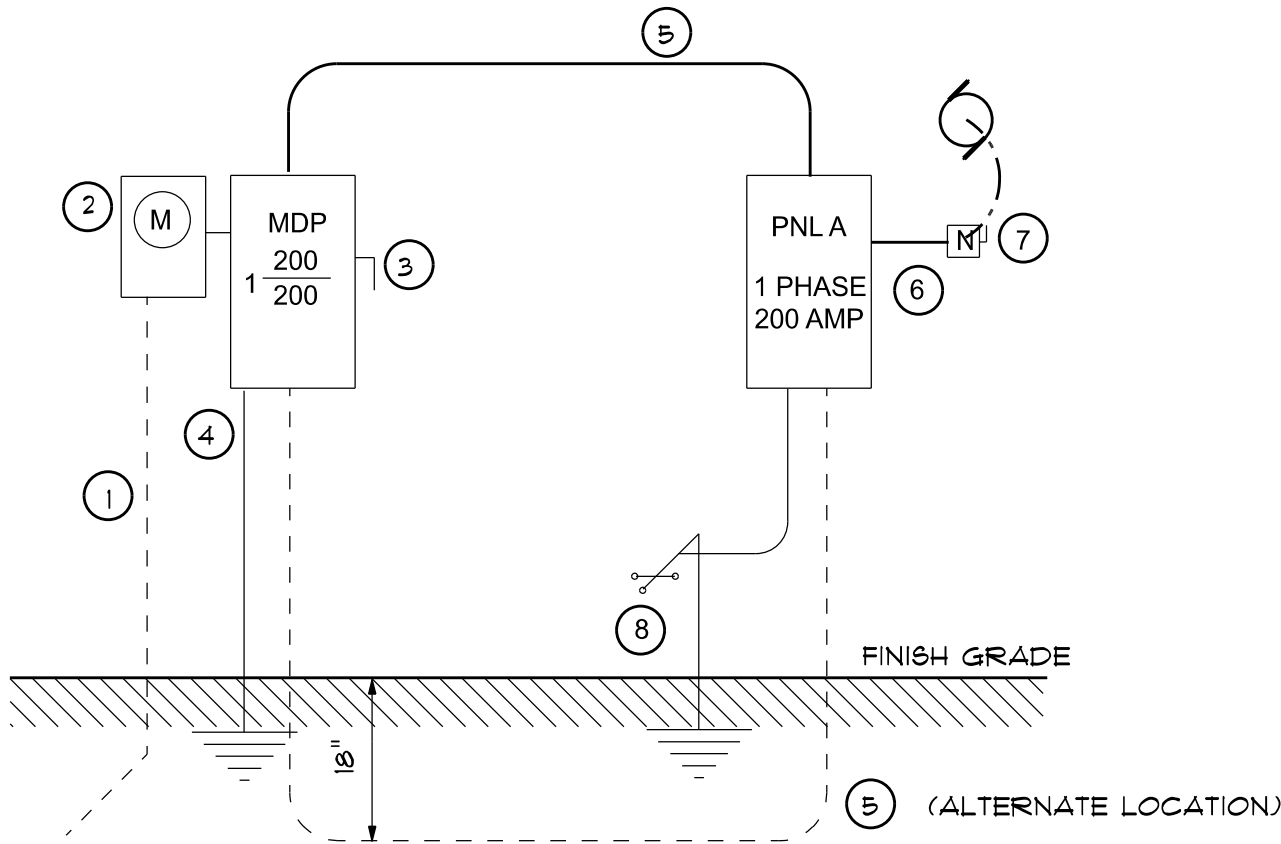 5
2
M
MDP
1 200
200
3
PNL A
1 PHASE
200 AMP
N
7
6
4
1
8
FINISH GRADE
18"
5 (ALTERNATE LOCATION)